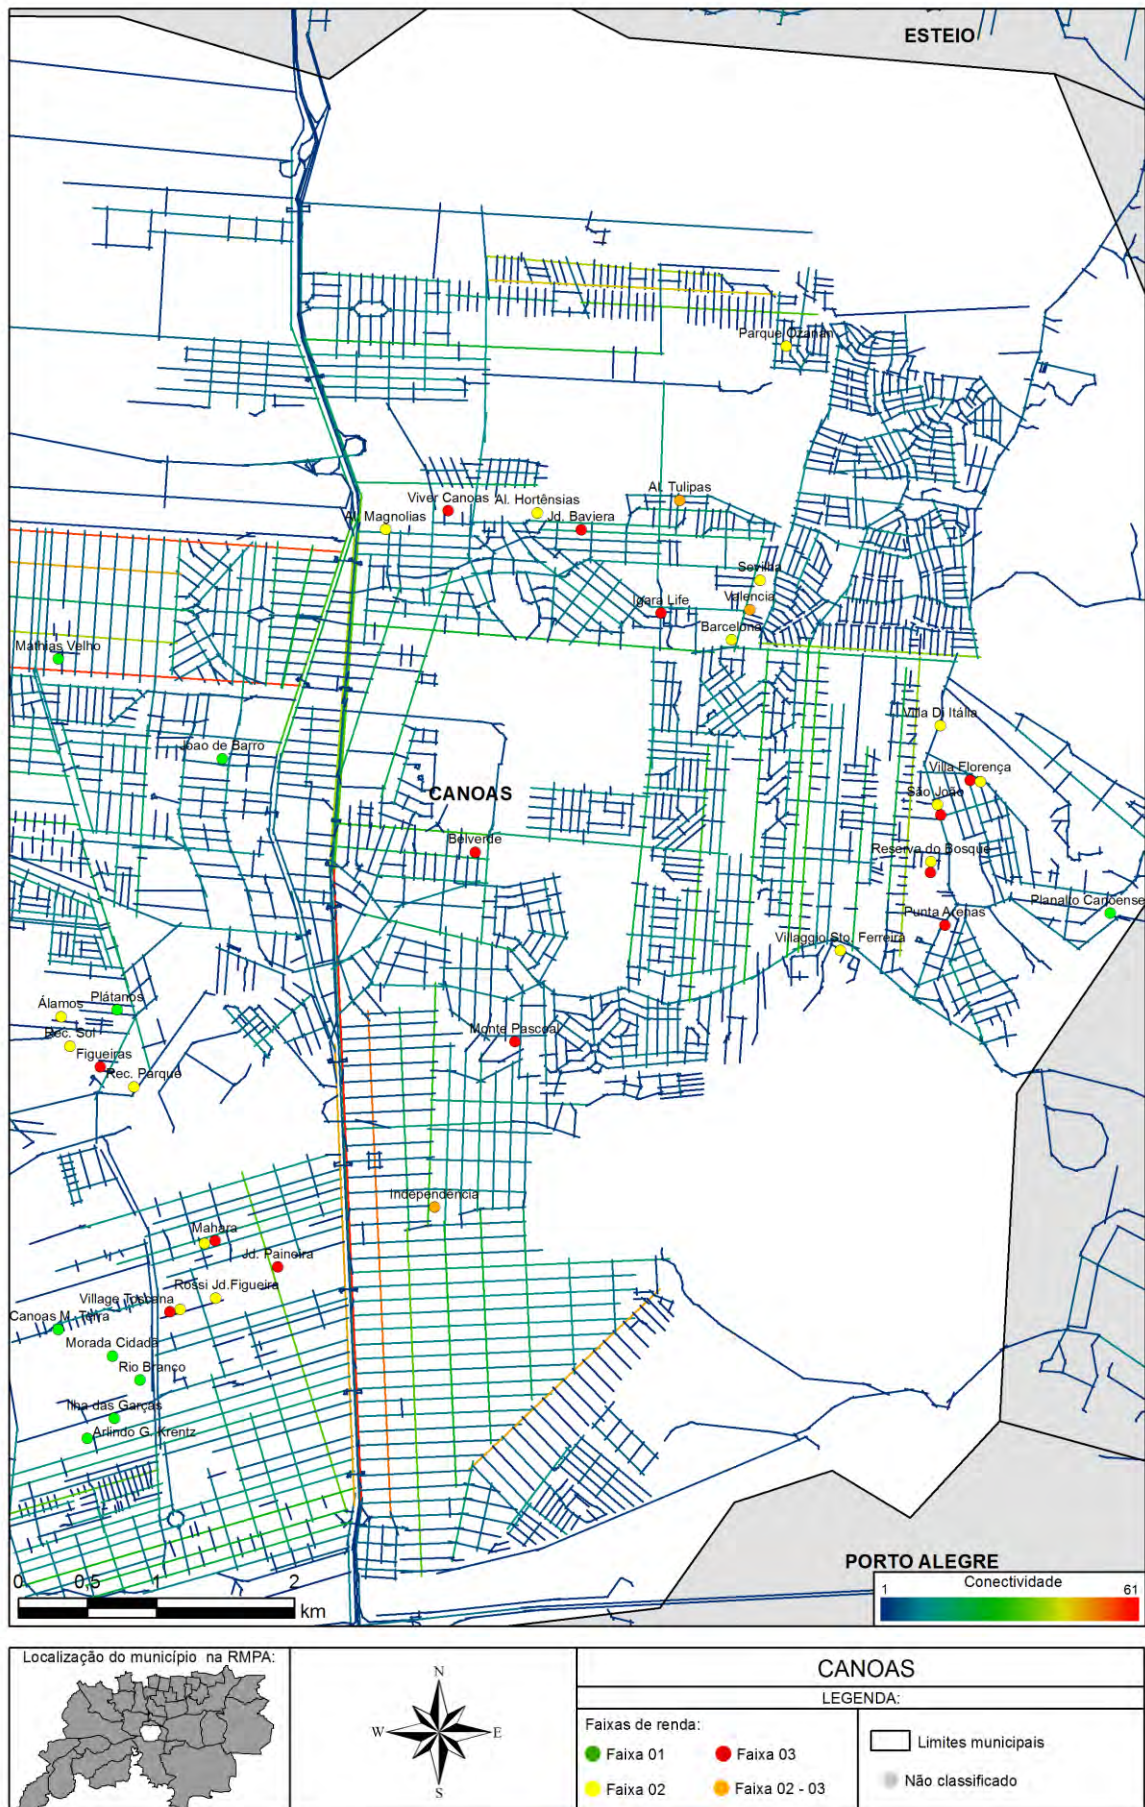 ESTEIO
Parque Ozanan
Al. Tulipas
Viver Canoas
Al. Hortênsias
Al. Magnolias
Jd. Baviera
Sevilha
Valencia
Igara Life
Barcelona
Mathias Velho
Villa Di Itália
Joao de Barro
Villa Florença
CANOAS
São João
Belverde
Reserva do Bosque
Planalto Canoense
Punta Arenas
Villaggio Sto. Ferreira
Plátanos
Álamos
Rec. Sul
Monte Pascoal
Figueiras
Rec. Parque
Independência
Mahara
Jd. Paineira
Rossi Jd.Figueira
Village Toscana
Canoas M. Terra
Morada Cidadã
Rio Branco
Ilha das Garças
Arlindo G. Krentz
PORTO ALEGRE
0 0,5 1 2
km
Conectividade
1 61
Localização do município na RMPA:
N
W E
S
CANOAS
LEGENDA:
Faixas de renda:
Faixa 01
Faixa 03
Faixa 02
Faixa 02 - 03
Limites municipais
Não classificado